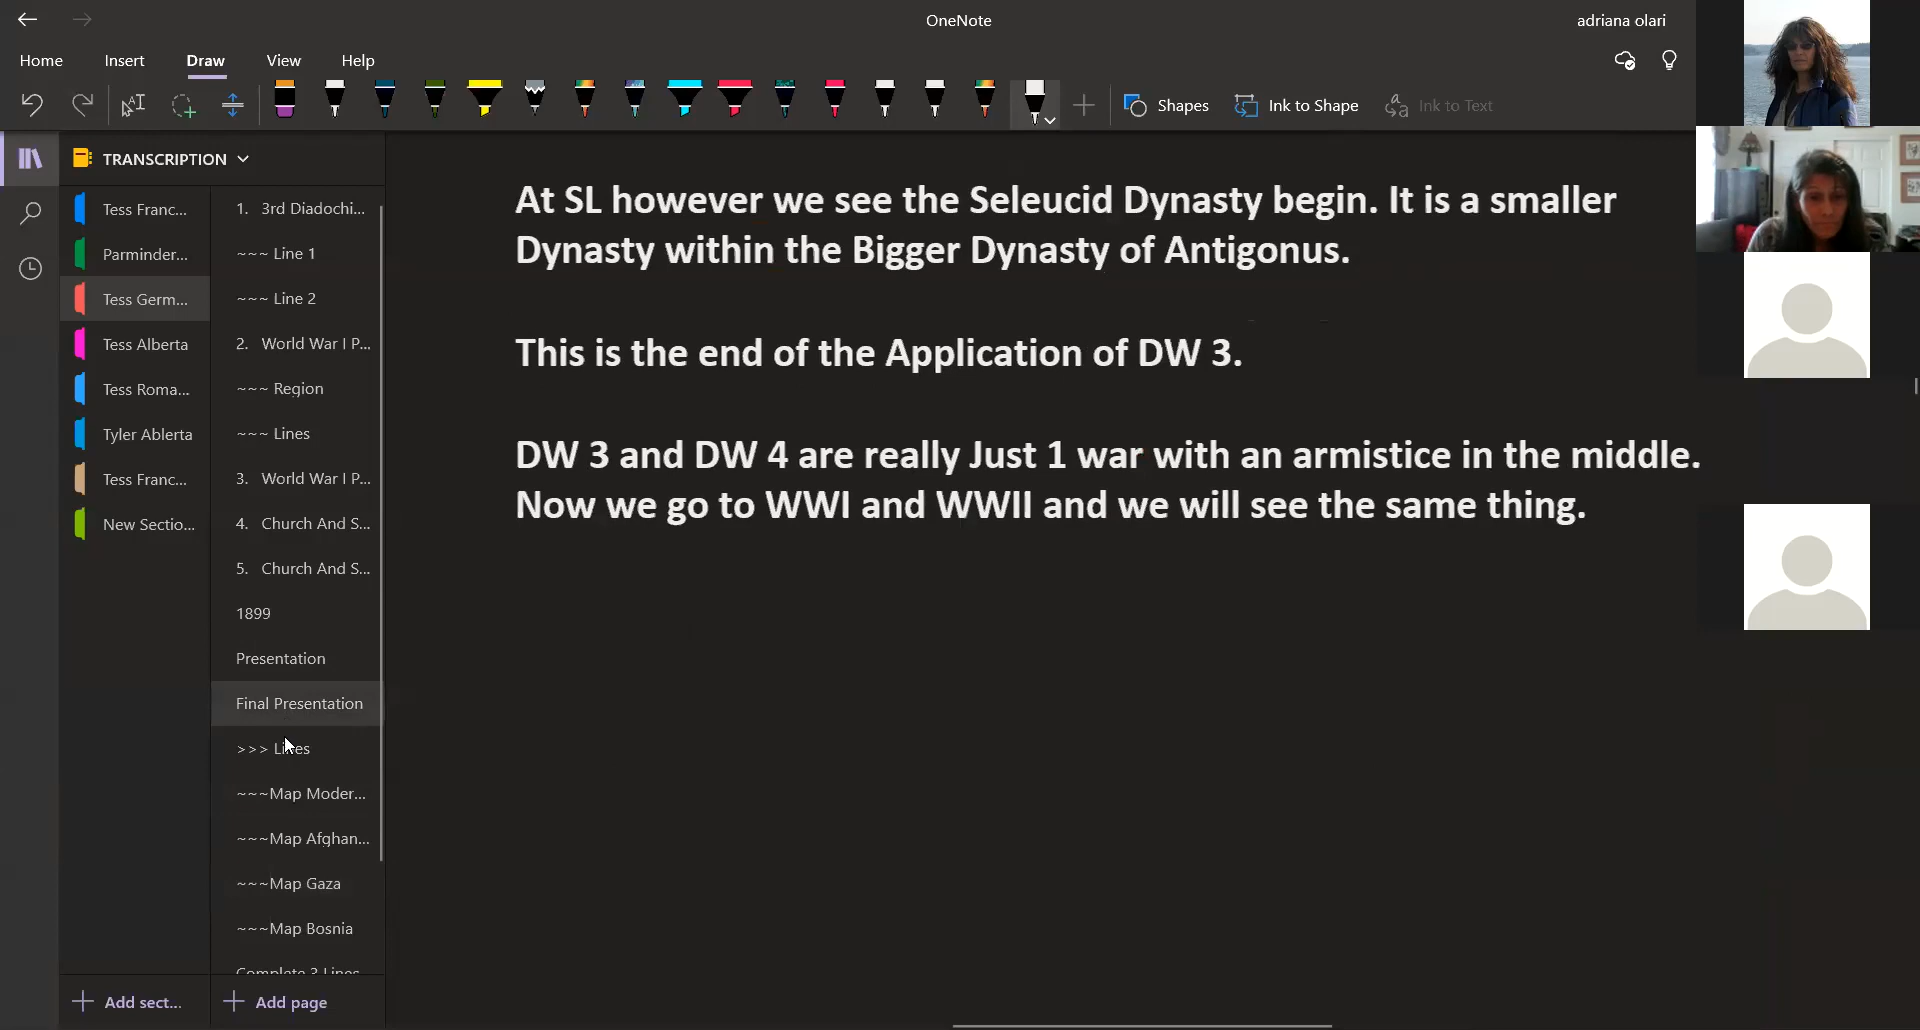 OneNote
adriana olari
Home Insert Draw View Help
Shapes Ink to Shape Ink to Text
TRANSCRIPTION
Tess Franc...
Parminder...
Tess Germ...
Tess Alberta
Tess Roma...
Tyler Ablerta
Tess Franc...
New Sectio...
Add sect...
1. 3rd Diadochi...
~~~ Line 1
~~~ Line 2
2. World War I P...
~~~ Region
~~~ Lines
3. World War I P...
4. Church And S...
5. Church And S...
1899
Presentation
Final Presentation
>>> Lines
~~~Map Moder...
~~~Map Afghan...
~~~Map Gaza
~~~Map Bosnia
Complete 3 Lines
Add page
At SL however we see the Seleucid Dynasty begin. It is a smaller
Dynasty within the Bigger Dynasty of Antigonus.
This is the end of the Application of DW 3.
DW 3 and DW 4 are really Just 1 war with an armistice in the middle.
Now we go to WWI and WWII and we will see the same thing.